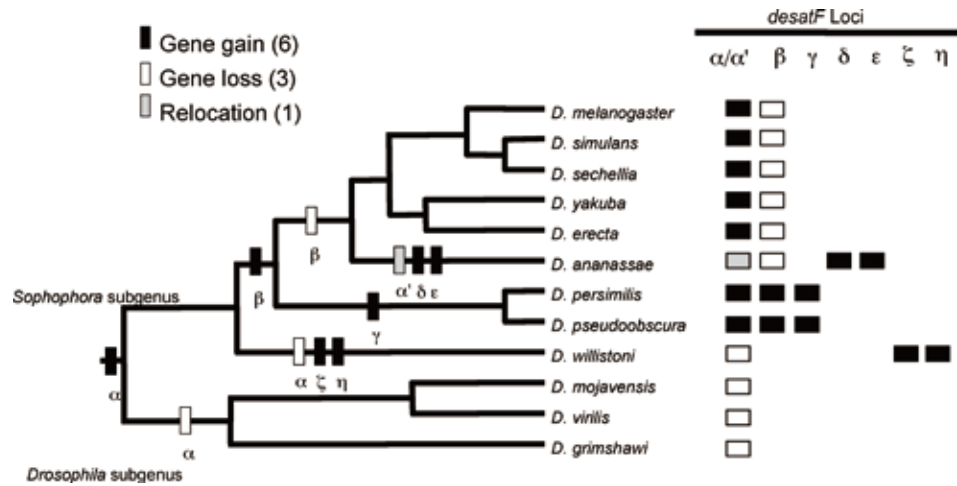 desatF Loci
Gene gain (6)
Gene loss (3)
Relocation (1)
α/α' β γ δ ε ζ η
D. melanogaster
D. simulans
D. sechellia
D. yakuba
D. erecta
β
D. ananassae
α' δ ε
Sophophora subgenus
β
D. persimilis
D. pseudoobscura
γ
D. willistoni
α ζ η
α
D. mojavensis
D. virilis
D. grimshawi
α
Drosophila subgenus